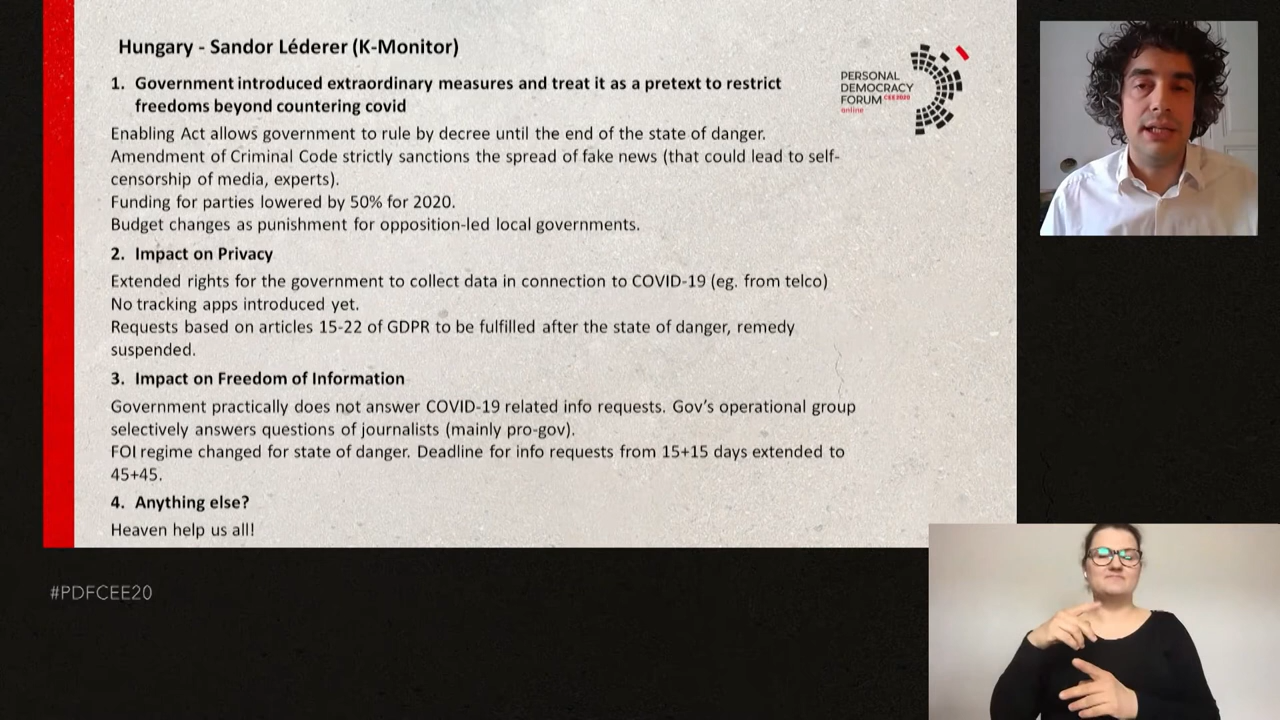 Hungary - Sandor Léderer (K-Monitor)
1. Government introduced extraordinary measures and treat it as a pretext to restrict
freedoms beyond countering covid
Enabling Act allows government to rule by decree until the end of the state of danger.
Amendment of Criminal Code strictly sanctions the spread of fake news (that could lead to self-
censorship of media, experts).
Funding for parties lowered by 50% for 2020.
Budget changes as punishment for opposition-led local governments.
2. Impact on Privacy
Extended rights for the government to collect data in connection to COVID-19 (eg. from telco)
No tracking apps introduced yet.
Requests based on articles 15-22 of GDPR to be fulfilled after the state of danger, remedy
suspended.
3. Impact on Freedom of Information
Government practically does not answer COVID-19 related info requests. Gov's operational group
selectively answers questions of journalists (mainly pro-gov).
FOI regime changed for state of danger. Deadline for info requests from 15+15 days extended to
45+45.
4. Anything else?
Heaven help us all!
PERSONAL
DEMOCRACY
FORUM CEE 2020
online
#PDFCEE20